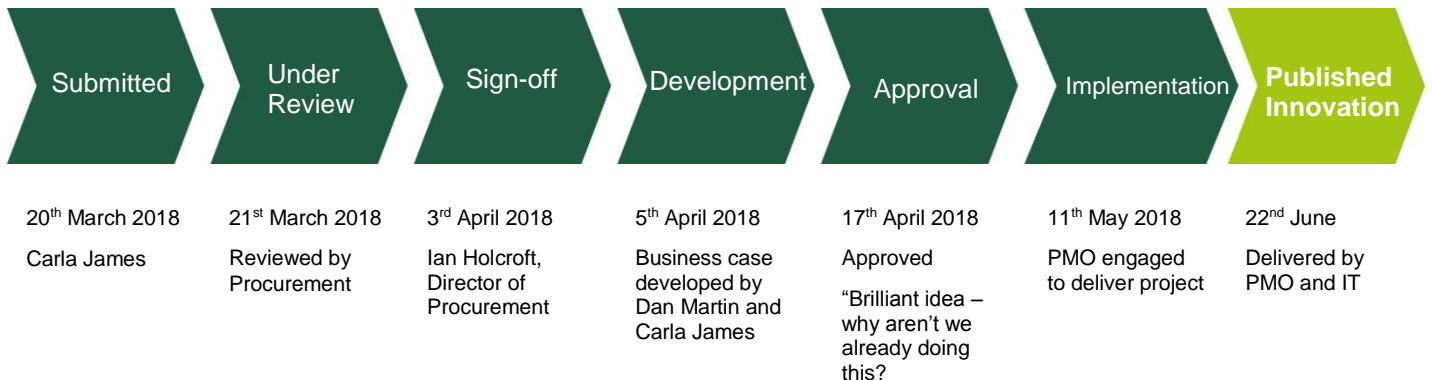 Submitted
Under
Review
Sign-off
Development
Approval
Implementation
Published
Innovation
20th March 2018
Carla James
21st March 2018
Reviewed by
Procurement
3rd April 2018
Ian Holcroft,
Director of
Procurement
5th April 2018
Business case
developed by
Dan Martin and
Carla James
17th April 2018
Approved
“Brilliant idea –
why aren’t we
already doing
this?
11th May 2018
PMO engaged
to deliver project
22nd June
Delivered by
PMO and IT